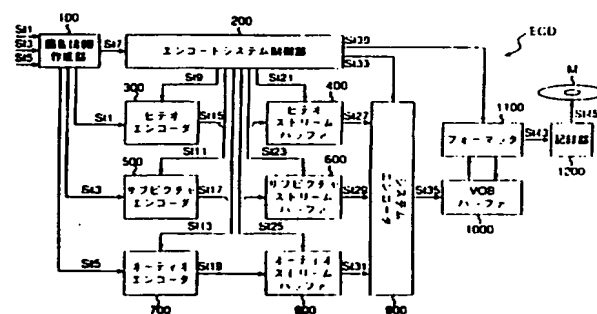 100
200
ECD
St1
St3
St5
編集情報
作成部
St7
エンコードシステム制御部
St39
St33
St9
St21
300
400
St1
ビデオ
エンコーダ
St15
ビデオ
ストリーム
バッファ
St27
M
St45
1100
フォーマッタ
St43
記録部
1200
St11
St23
500
600
St3
サブピクチャ
エンコーダ
St17
サブピクチャ
ストリーム
バッファ
St29
システム
エンコーダ
St35
VOB
バッファ
1000
St13
St25
St5
オーディオ
エンコーダ
St19
オーディオ
ストリーム
バッファ
St31
700
800
900